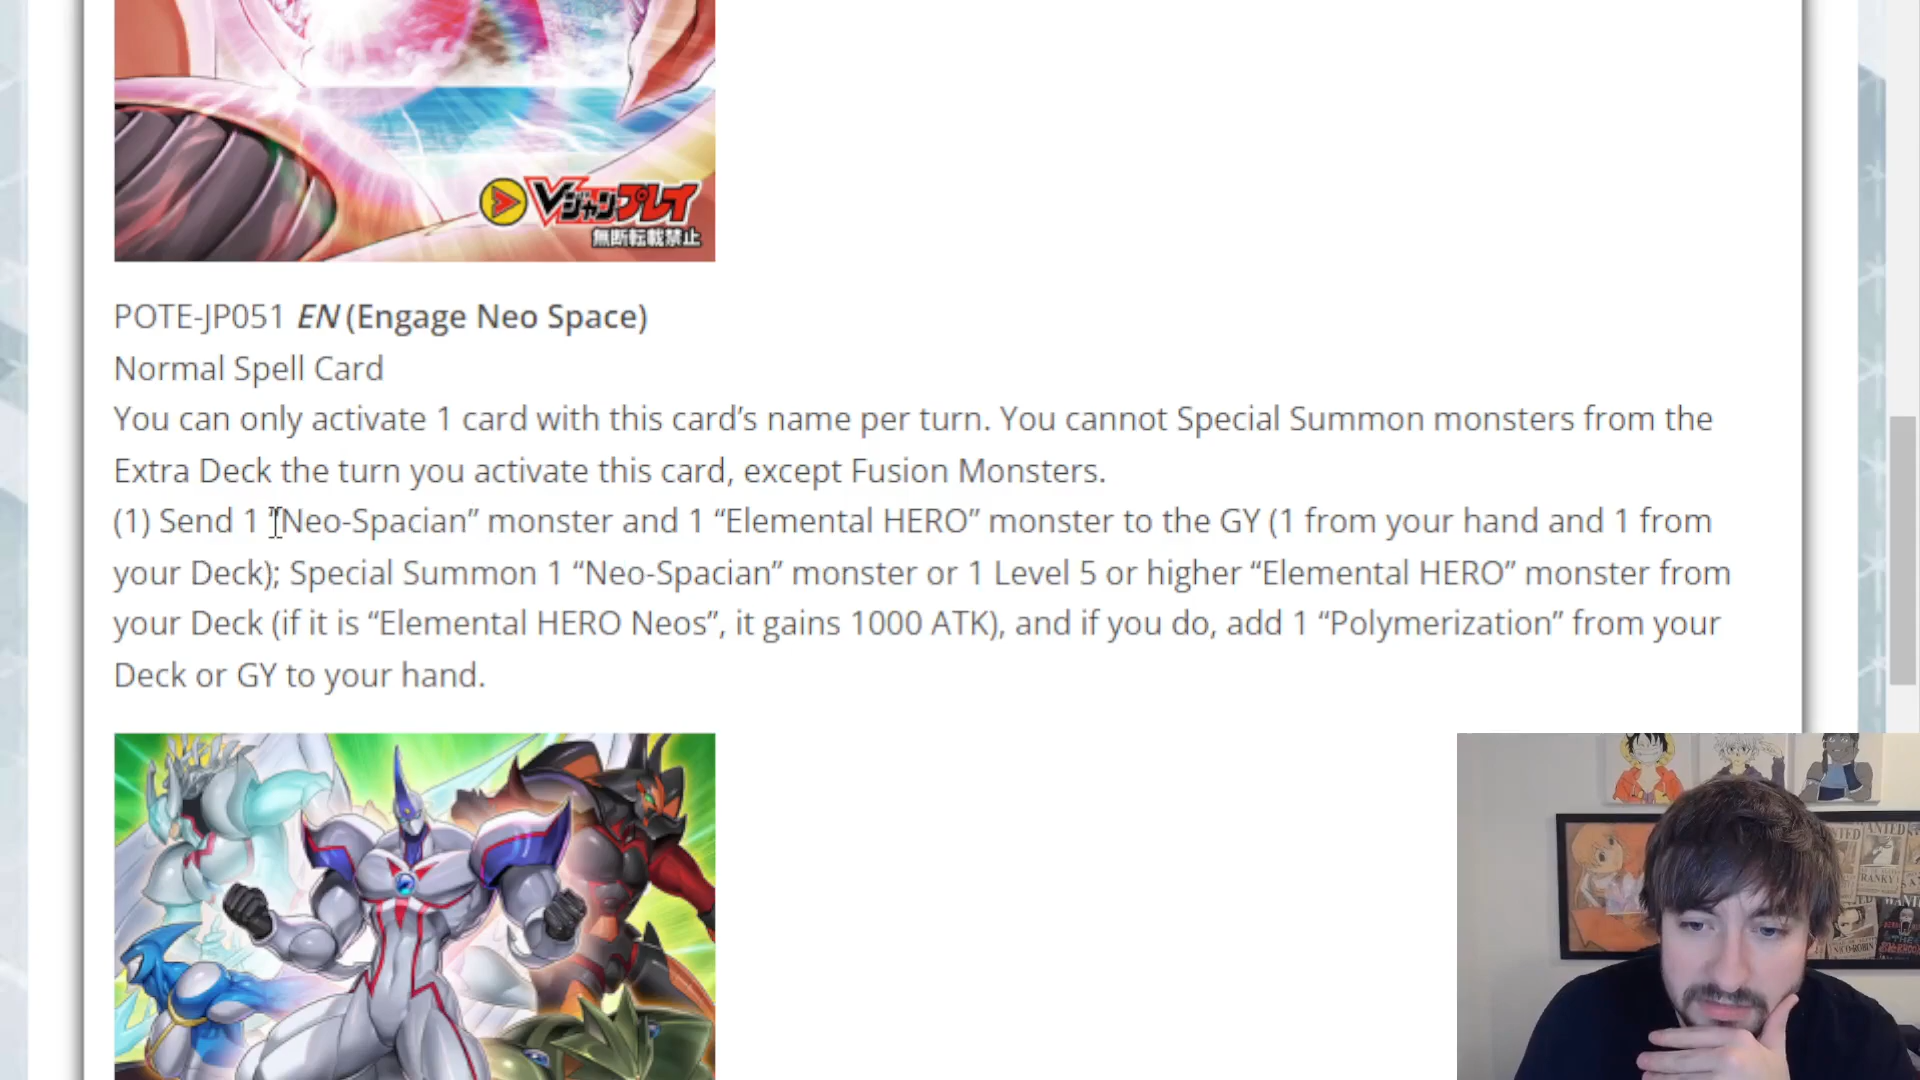 Vジャンプレイ
無断転載禁止
POTE-JP051 EN (Engage Neo Space)
Normal Spell Card
You can only activate 1 card with this card’s name per turn. You cannot Special Summon monsters from the
Extra Deck the turn you activate this card, except Fusion Monsters.
(1) Send 1 “Neo-Spacian” monster and 1 “Elemental HERO” monster to the GY (1 from your hand and 1 from
your Deck); Special Summon 1 “Neo-Spacian” monster or 1 Level 5 or higher “Elemental HERO” monster from
your Deck (if it is “Elemental HERO Neos”, it gains 1000 ATK), and if you do, add 1 “Polymerization” from your
Deck or GY to your hand.
WANTED